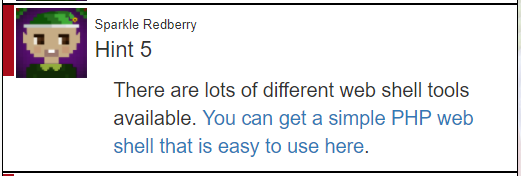 Sparkle Redberry
Hint 5
There are lots of different web shell tools
available. You can get a simple PHP web
shell that is easy to use here.